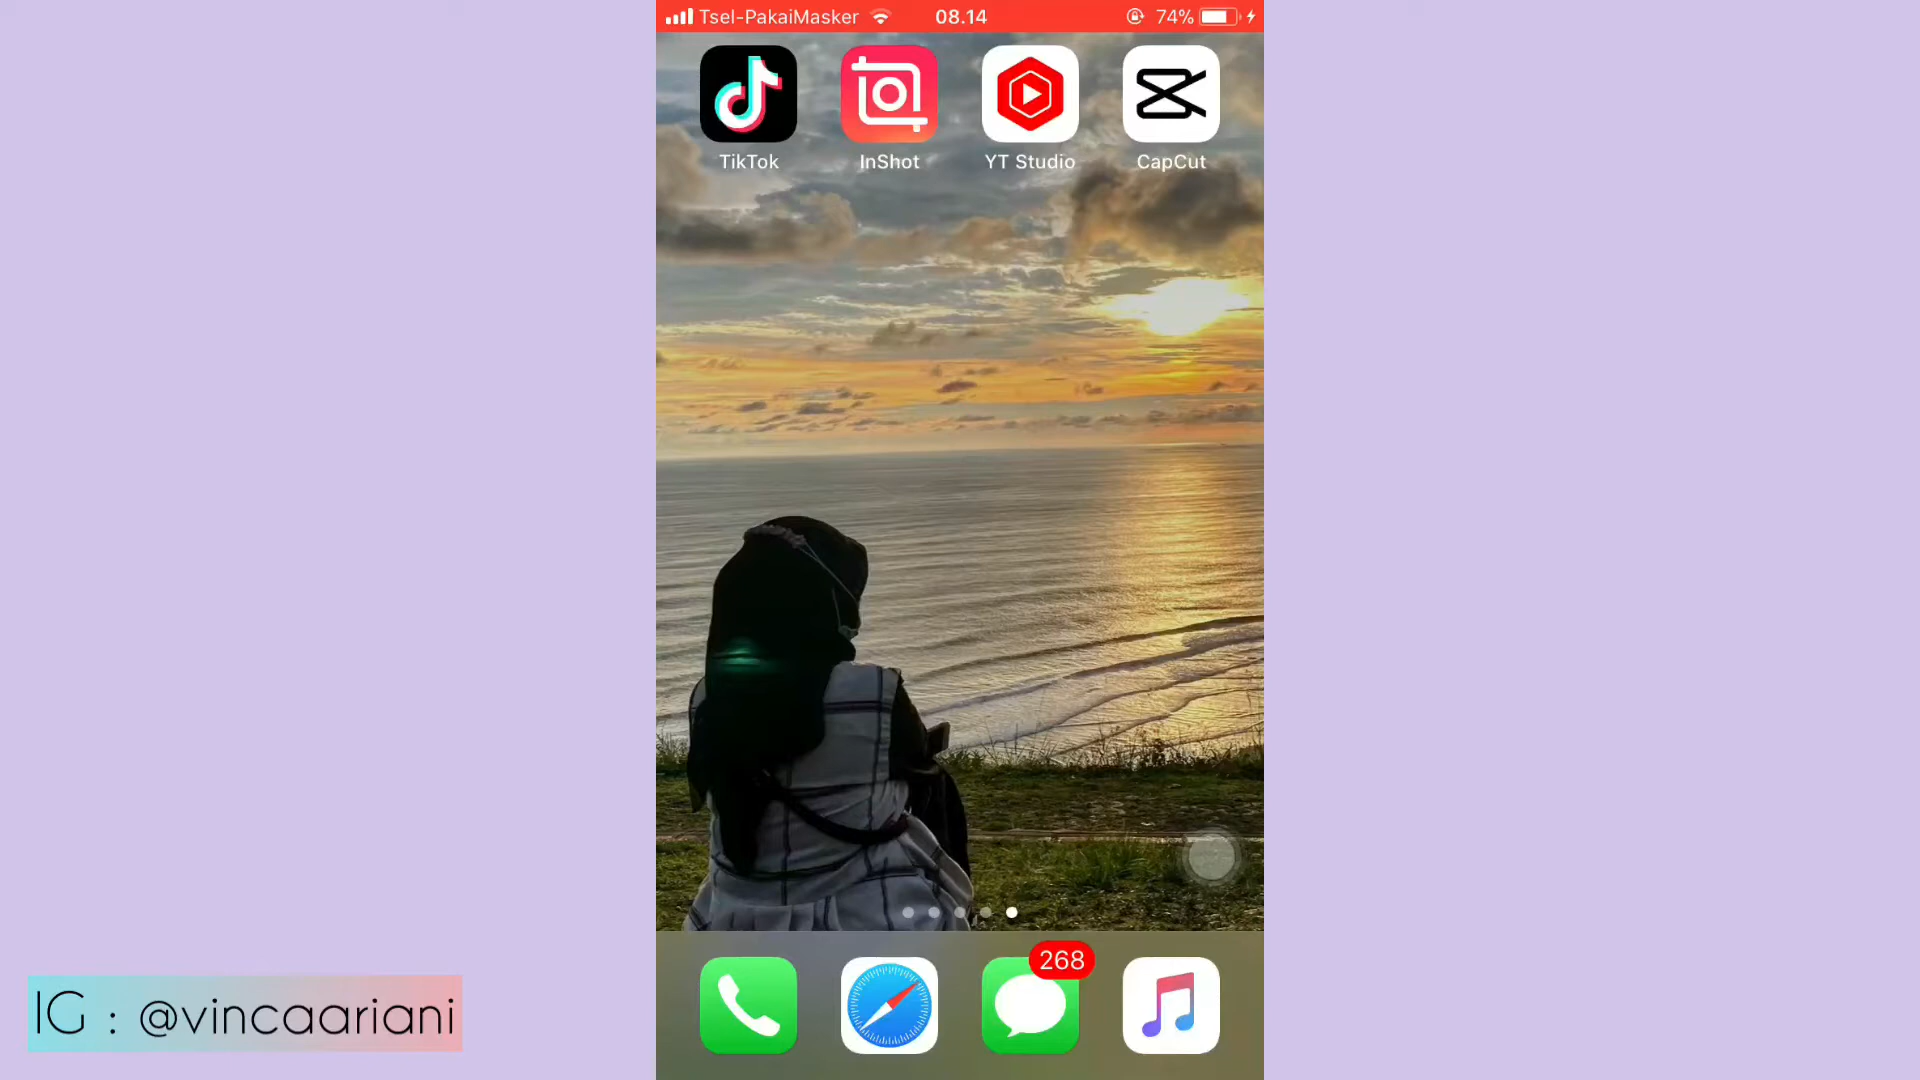 Tsel-PakaiMasker 08.14 74%
TikTok InShot YT Studio CapCut
268
IG : @vincaariani